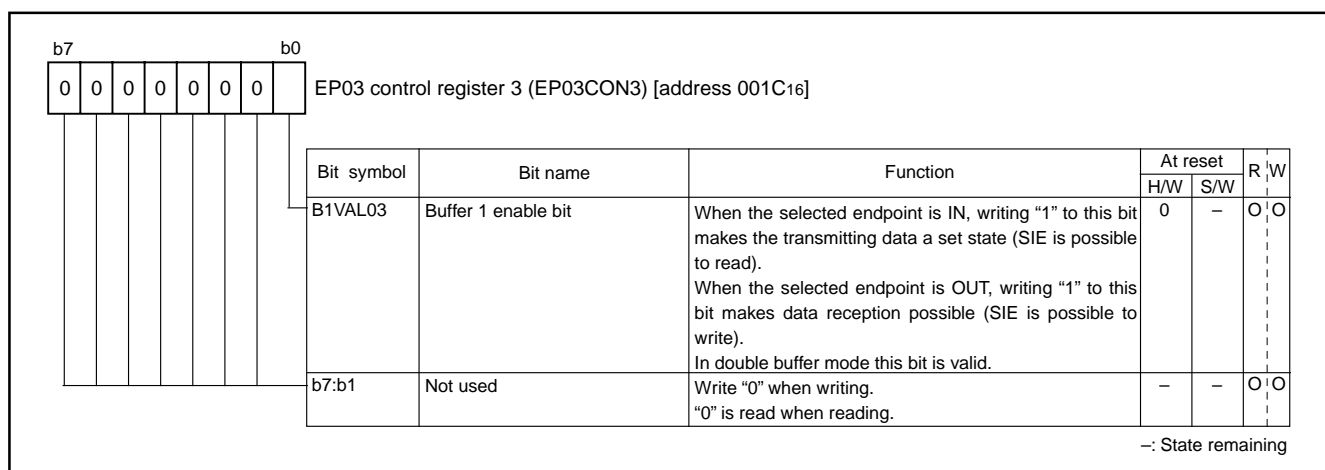 b7 b0
0 0 0 0 0 0 0 EP03 control register 3 (EP03CON3) [address 001C16]
Bit symbol Bit name Function At reset R W
H/W S/W
B1VAL03 Buffer 1 enable bit When the selected endpoint is IN, writing “1” to this bit 0 – O O
makes the transmitting data a set state (SIE is possible
to read).
When the selected endpoint is OUT, writing “1” to this
bit makes data reception possible (SIE is possible to
write).
In double buffer mode this bit is valid.
b7:b1 Not used Write “0” when writing. – – O O
“0” is read when reading.
–: State remaining